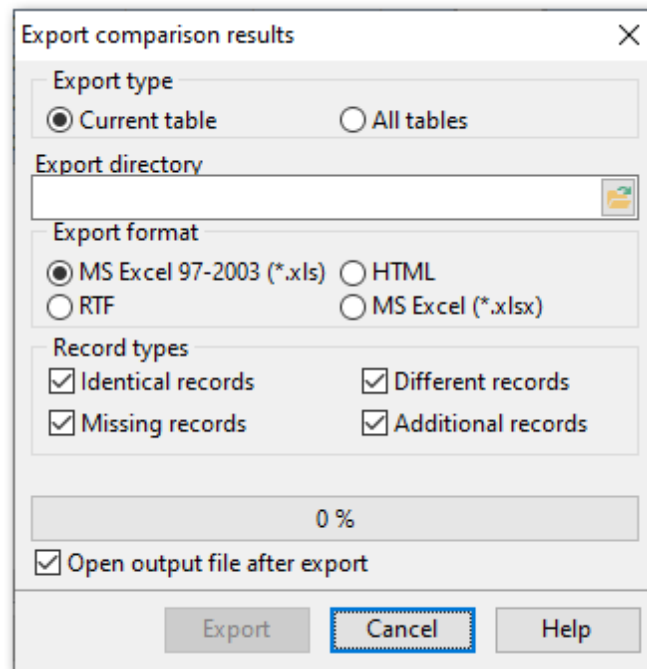 Export comparison results
Export type
Current table All tables
Export directory
Export format
MS Excel 97-2003 (*.xls) HTML
RTF MS Excel (*.xlsx)
Record types
Identical records Different records
Missing records Additional records
0 %
Open output file after export
Export Cancel Help